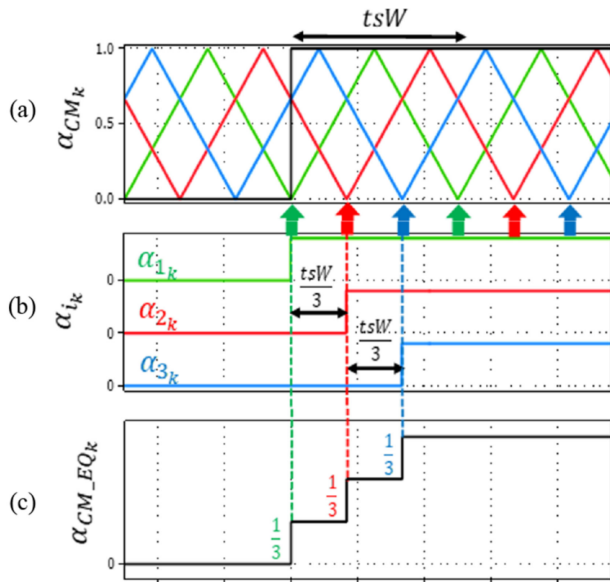 tsW
(a)
α_CM_k
1.0
0.5
0.0
(b)
α_i_k
0
α_1_k
tsW/3
0
α_2_k
tsW/3
0
α_3_k
(c)
α_CM_EQ_k
1/3
1/3
1/3
0